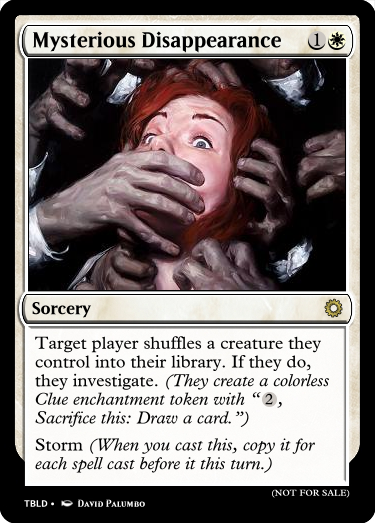 Mysterious Disappearance 1
Sorcery
Target player shuffles a creature they
control into their library. If they do,
they investigate. (They create a colorless
Clue enchantment token with “2,
Sacrifice this: Draw a card.”)
Storm (When you cast this, copy it for
each spell cast before it this turn.)
(NOT FOR SALE)
TBLD • David Palumbo